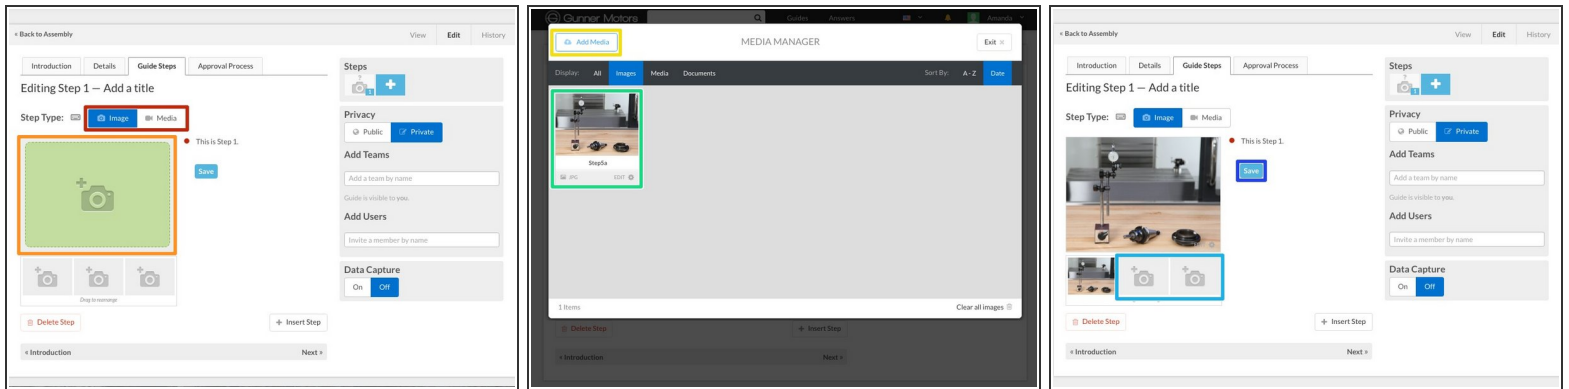 « Back to Assembly
View Edit History
Introduction Details Guide Steps Approval Process
Editing Step 1 — Add a title
Step Type: Image Media
This is Step 1.
Save
Drag to rearrange
Delete Step
+ Insert Step
« Introduction
Next »
Steps
?
1
+
Privacy
Public Private
Add Teams
Add a team by name
Guide is visible to you.
Add Users
Invite a member by name
Data Capture
On Off
Gunner Motors
Guides Answers
Amanda
Add Media
MEDIA MANAGER
Exit ×
Display: All Images Media Documents
Sort By: A - Z Date
Step5a
JPG EDIT
1 Items
Clear all images
Delete Step
+ Insert Step
« Introduction
Next »
« Back to Assembly
View Edit History
Introduction Details Guide Steps Approval Process
Editing Step 1 — Add a title
Step Type: Image Media
This is Step 1.
Save
Delete Step
+ Insert Step
« Introduction
Next »
Steps
?
1
+
Privacy
Public Private
Add Teams
Add a team by name
Guide is visible to you.
Add Users
Invite a member by name
Data Capture
On Off